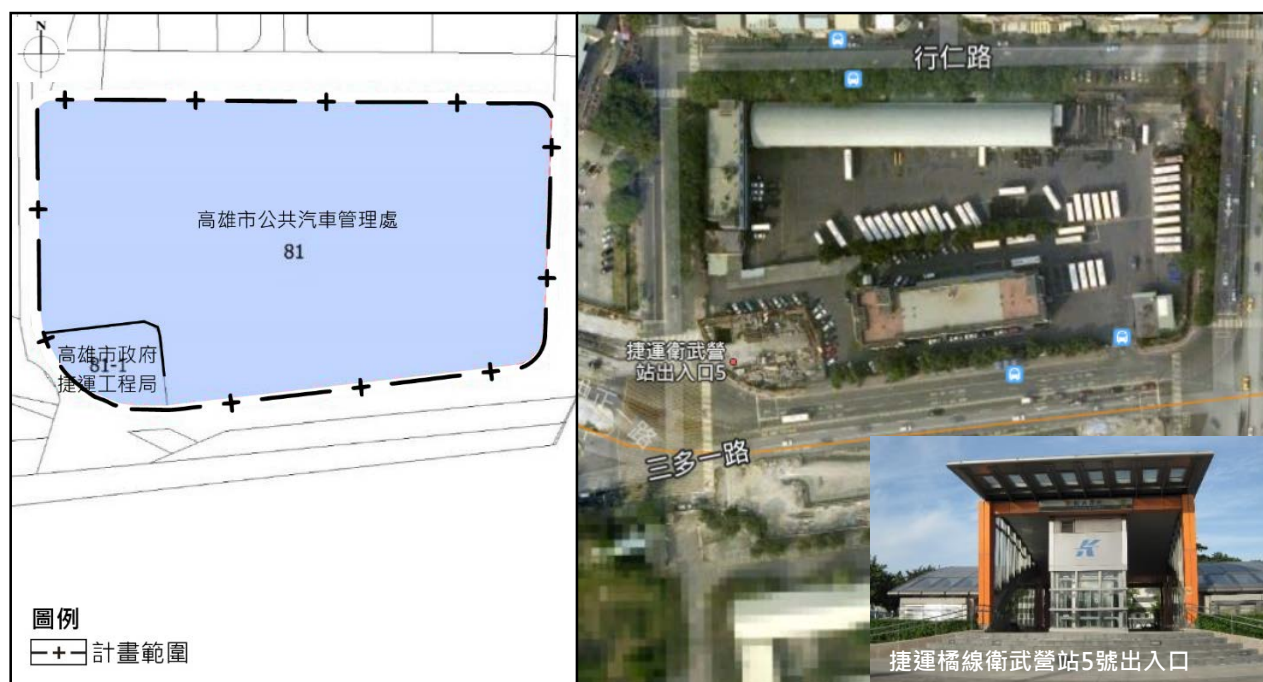 N
高雄市公共汽車管理處
81
高雄市政府
81-1
捷運工程局
圖例
計畫範圍
行仁路
捷運衛武營
站出入口5
正
路
三多一路
K
捷運橘線衛武營站5號出入口